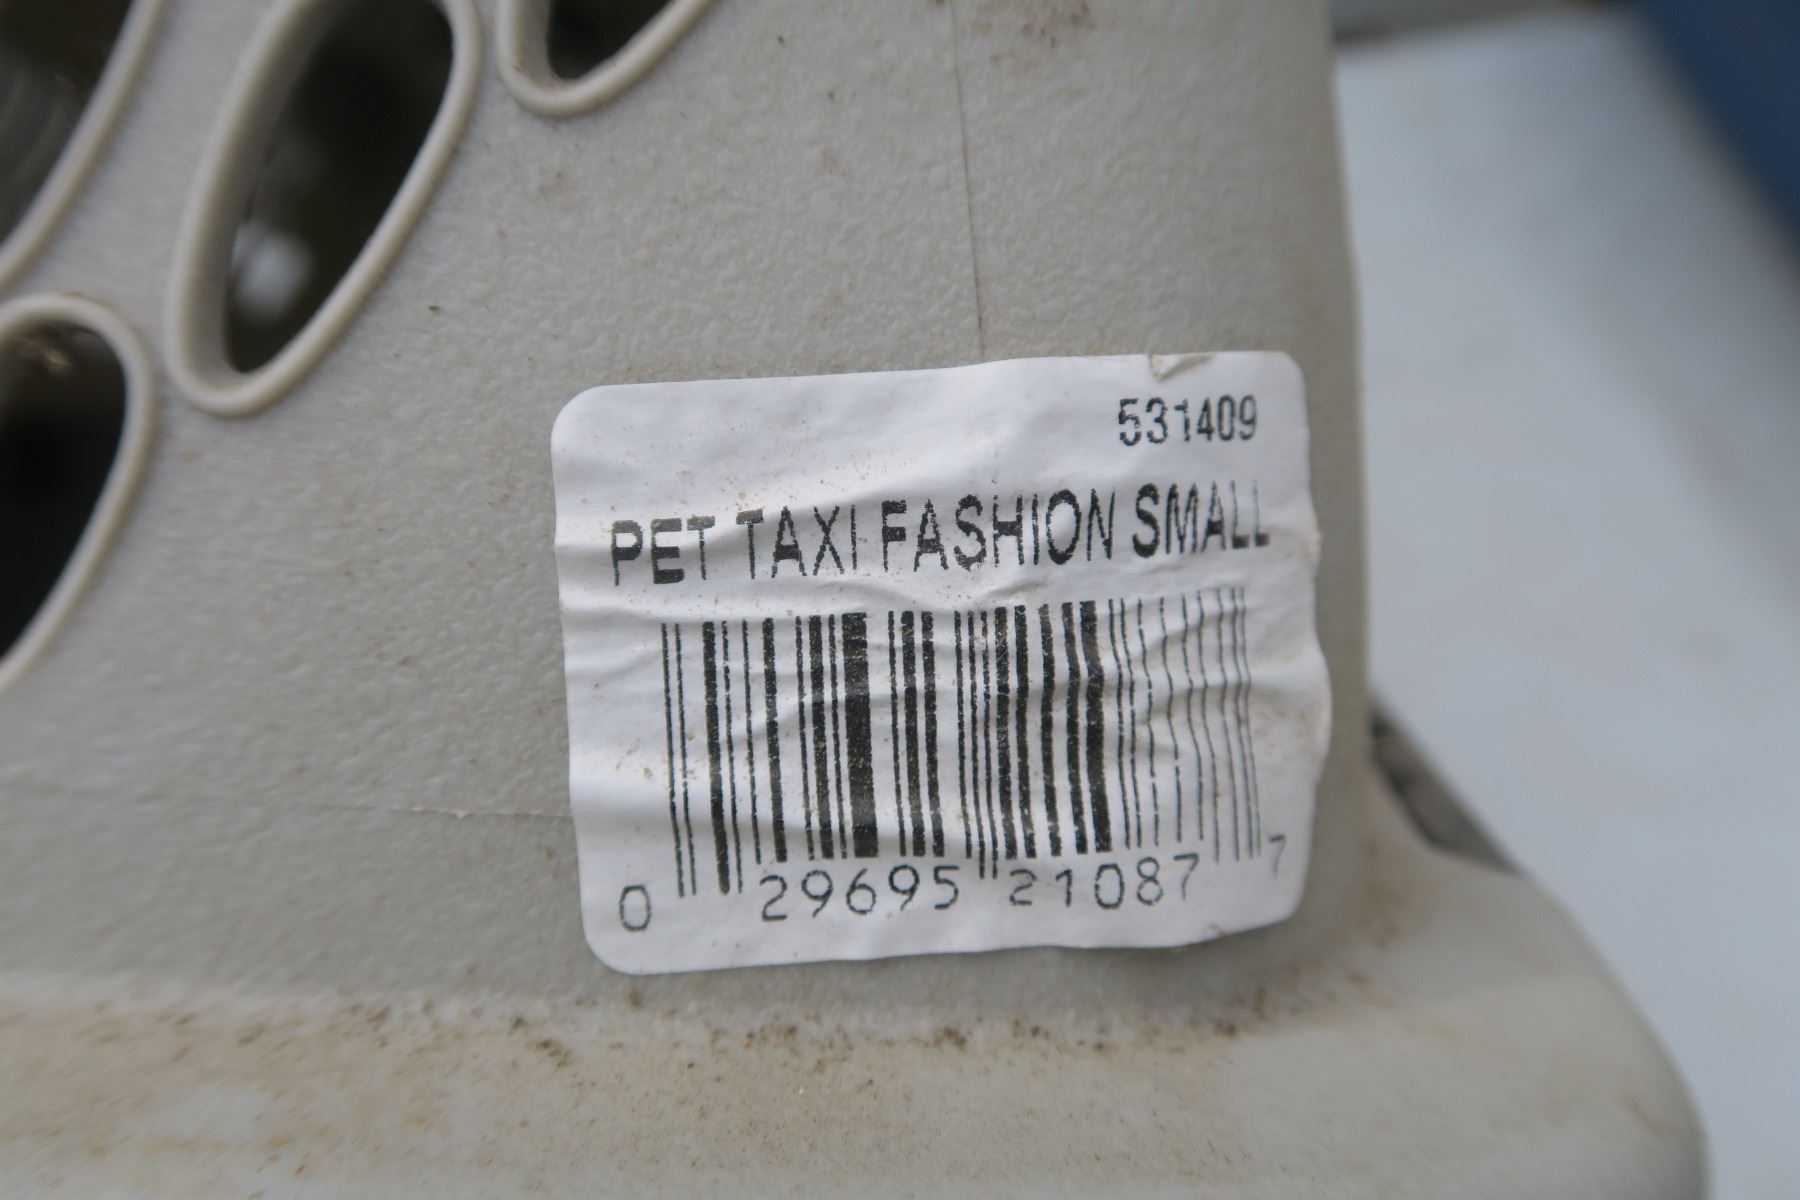 531409
PET TAXI FASHION SMALL
0 29695 21087 7